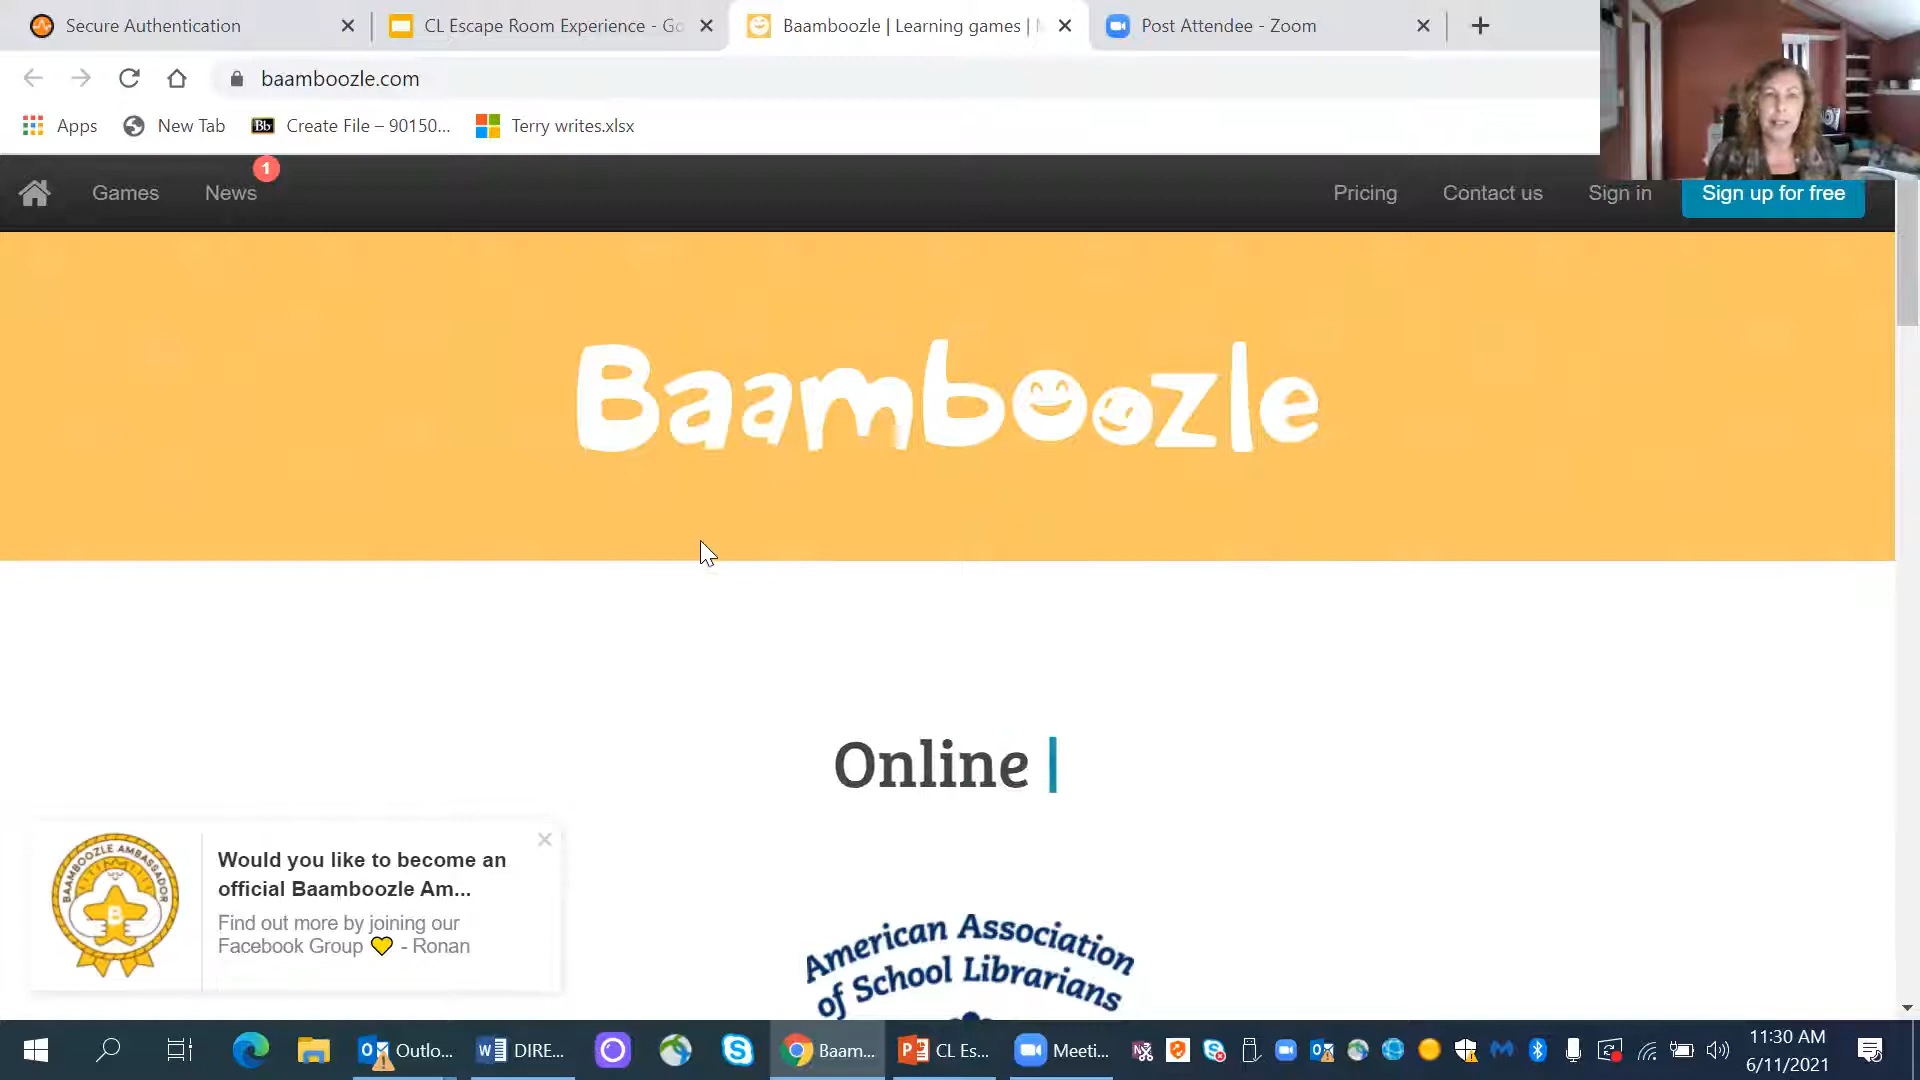 Secure Authentication
CL Escape Room Experience - Go
Baamboozle | Learning games |
Post Attendee - Zoom
baamboozle.com
Apps
New Tab
Bb
Create File – 90150...
Terry writes.xlsx
1
Games
News
Pricing
Contact us
Sign in
Sign up for free
Baamboozle
Online
BAAMBOOZLE AMBASSADOR
B
Would you like to become an
official Baamboozle Am...
Find out more by joining our
Facebook Group 💛 - Ronan
American Association
of School Librarians
Outlo...
DIRE...
Baam...
CL Es...
Meeti...
11:30 AM
6/11/2021